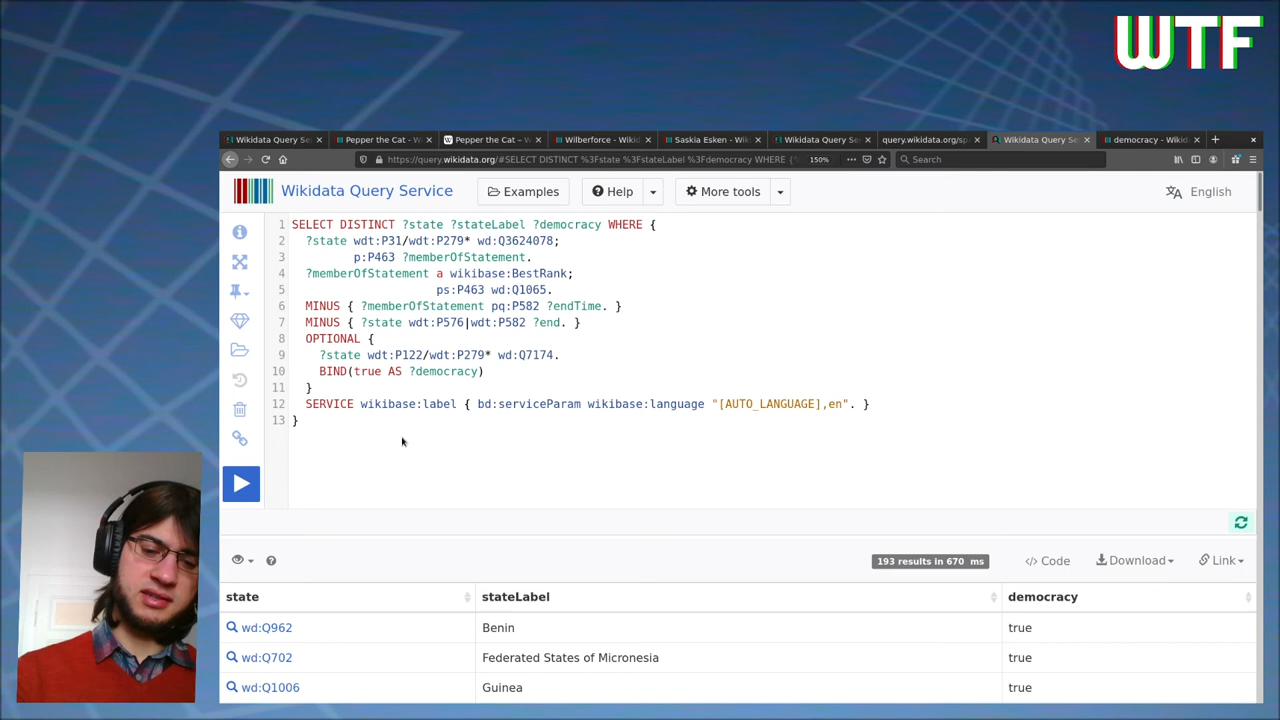 WTF
Wikidata Query Se
Pepper the Cat - W
Pepper the Cat – W
Wilberforce - Wikid
Saskia Esken - Wiki
Wikidata Query Ser
query.wikidata.org/sp
Wikidata Query Ser
democracy - Wikida
https://query.wikidata.org/#SELECT DISTINCT %3Fstate %3FstateLabel %3Fdemocracy WHERE {
150%
Search
Wikidata Query Service
Examples
Help
More tools
English
1 SELECT DISTINCT ?state ?stateLabel ?democracy WHERE {
2 ?state wdt:P31/wdt:P279* wd:Q3624078;
3 p:P463 ?memberOfStatement.
4 ?memberOfStatement a wikibase:BestRank;
5 ps:P463 wd:Q1065.
6 MINUS { ?memberOfStatement pq:P582 ?endTime. }
7 MINUS { ?state wdt:P576|wdt:P582 ?end. }
8 OPTIONAL {
9 ?state wdt:P122/wdt:P279* wd:Q7174.
10 BIND(true AS ?democracy)
11 }
12 SERVICE wikibase:label { bd:serviceParam wikibase:language "[AUTO_LANGUAGE],en". }
13 }
193 results in 670 ms
</> Code
Download
Link
state stateLabel democracy
wd:Q962 Benin true
wd:Q702 Federated States of Micronesia true
wd:Q1006 Guinea true